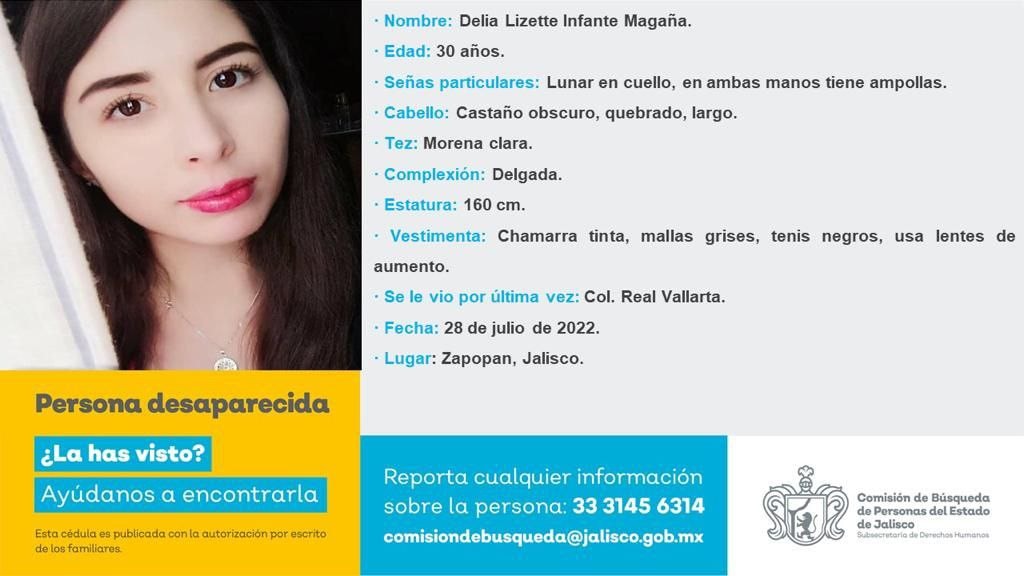 · Nombre: Delia Lizette Infante Magaña.
· Edad: 30 años.
· Señas particulares: Lunar en cuello, en ambas manos tiene ampollas.
· Cabello: Castaño obscuro, quebrado, largo.
· Tez: Morena clara.
· Complexión: Delgada.
· Estatura: 160 cm.
· Vestimenta: Chamarra tinta, mallas grises, tenis negros, usa lentes de
aumento.
· Se le vio por última vez: Col. Real Vallarta.
· Fecha: 28 de julio de 2022.
· Lugar: Zapopan, Jalisco.
Persona desaparecida
¿La has visto?
Ayúdanos a encontrarla
Esta cédula es publicada con la autorización por escrito
de los familiares.
Reporta cualquier información
sobre la persona: 33 3145 6314
comisiondebusqueda@jalisco.gob.mx
Comisión de Búsqueda
de Personas del Estado
de Jalisco
Subsecretaría de Derechos Humanos